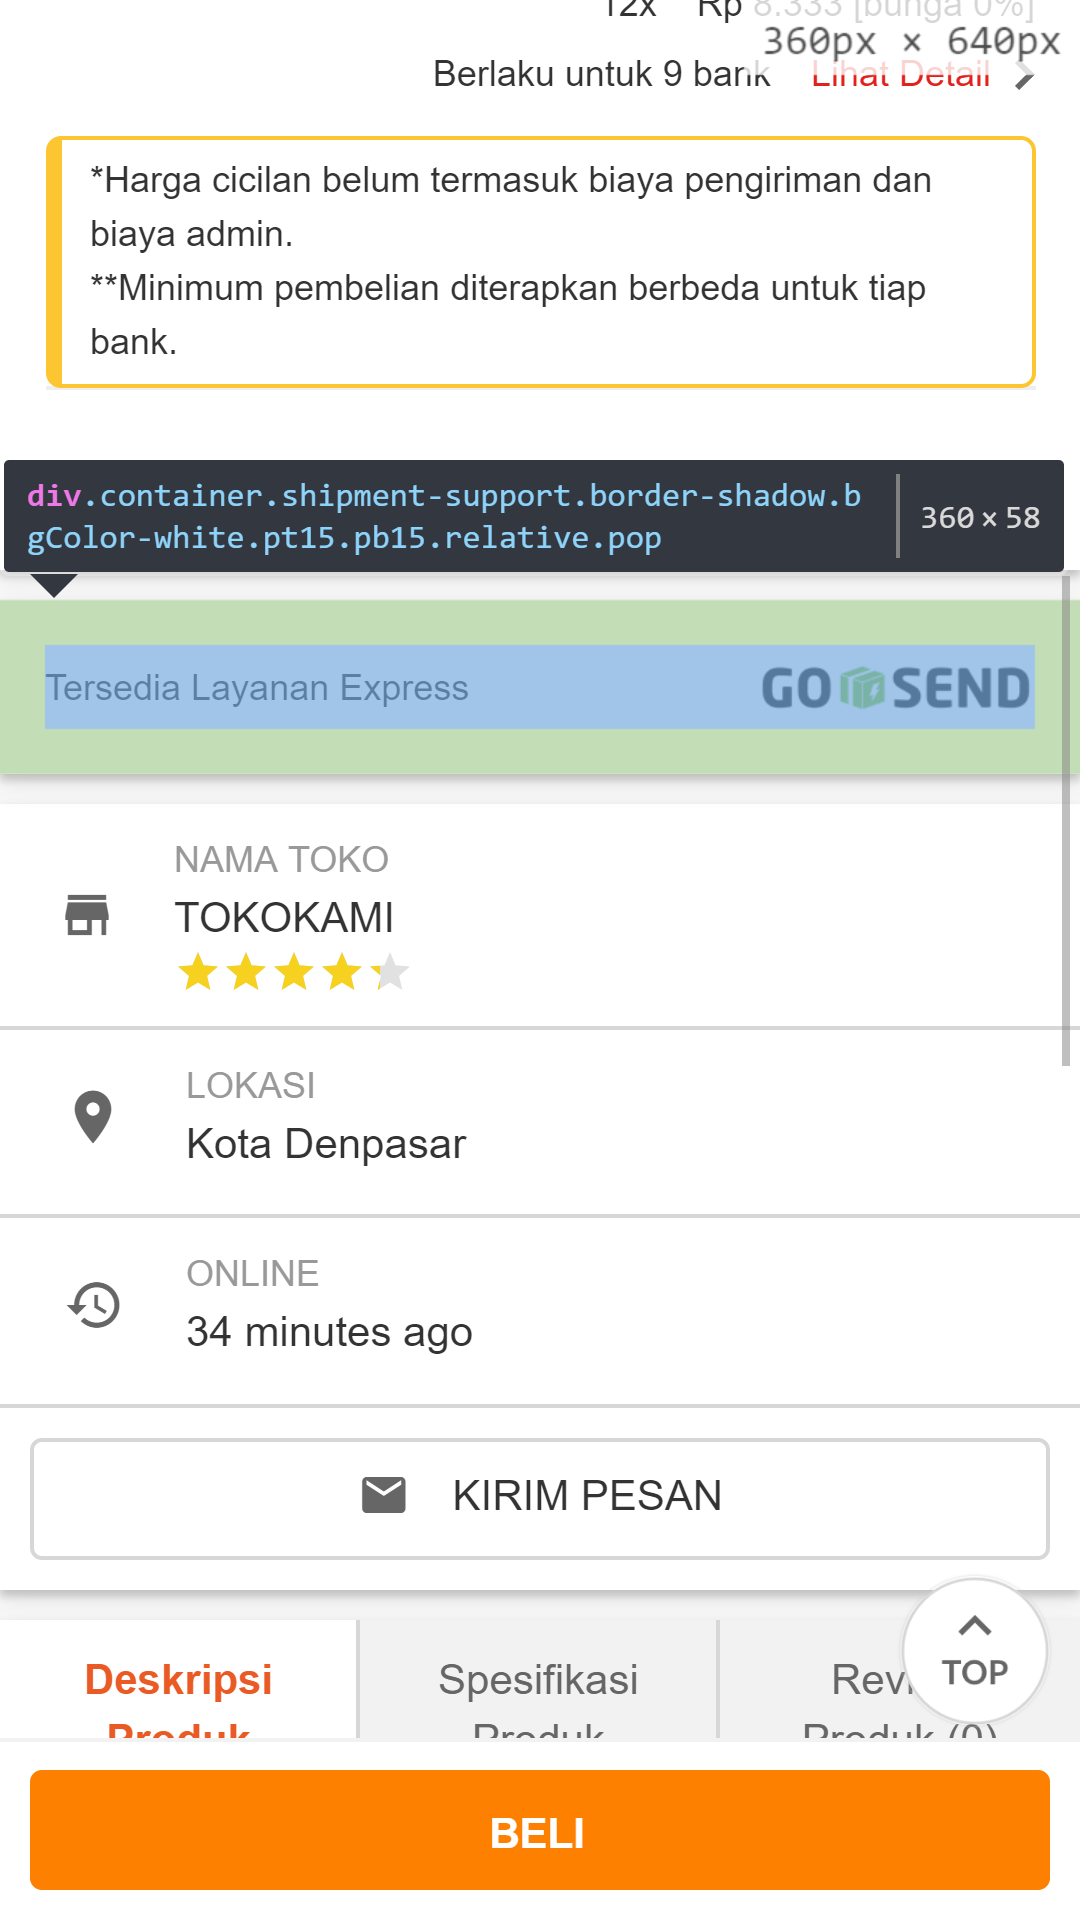 12x Rp 8.333 [bunga 0%]
360px × 640px
Berlaku untuk 9 bank Lihat Detail
*Harga cicilan belum termasuk biaya pengiriman dan
biaya admin.
**Minimum pembelian diterapkan berbeda untuk tiap
bank.
div.container.shipment-support.border-shadow.b
gColor-white.pt15.pb15.relative.pop
360 × 58
Tersedia Layanan Express GO SEND
NAMA TOKO
TOKOKAMI
LOKASI
Kota Denpasar
ONLINE
34 minutes ago
KIRIM PESAN
TOP
Deskripsi
Produk
Spesifikasi
Produk
Produk (0)
BELI